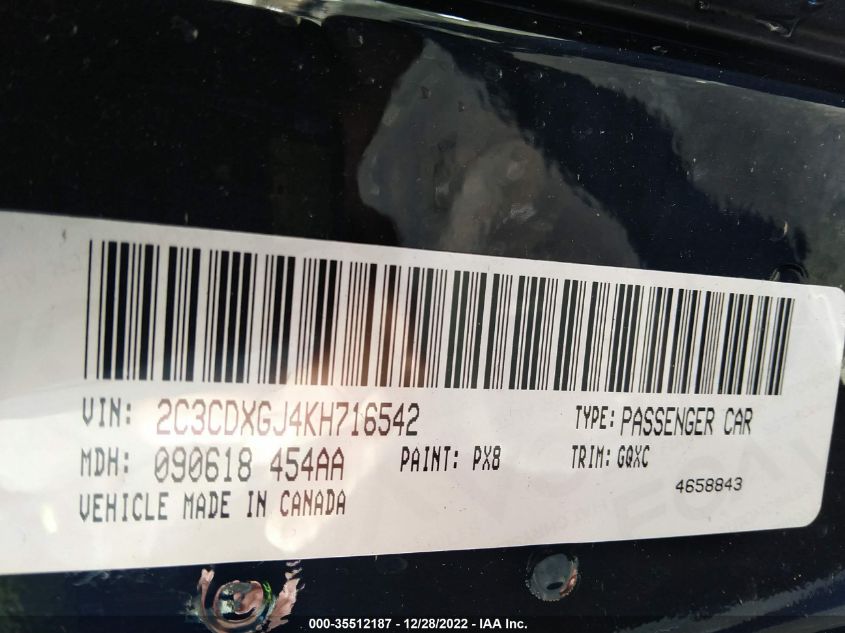 VIN: 2C3CDXGJ4KH716542 TYPE: PASSENGER CAR
MDH: 090618 454AA PAINT: PX8 TRIM: GQXC
4658843
VEHICLE MADE IN CANADA
000-35512187 - 12/28/2022 - IAA Inc.